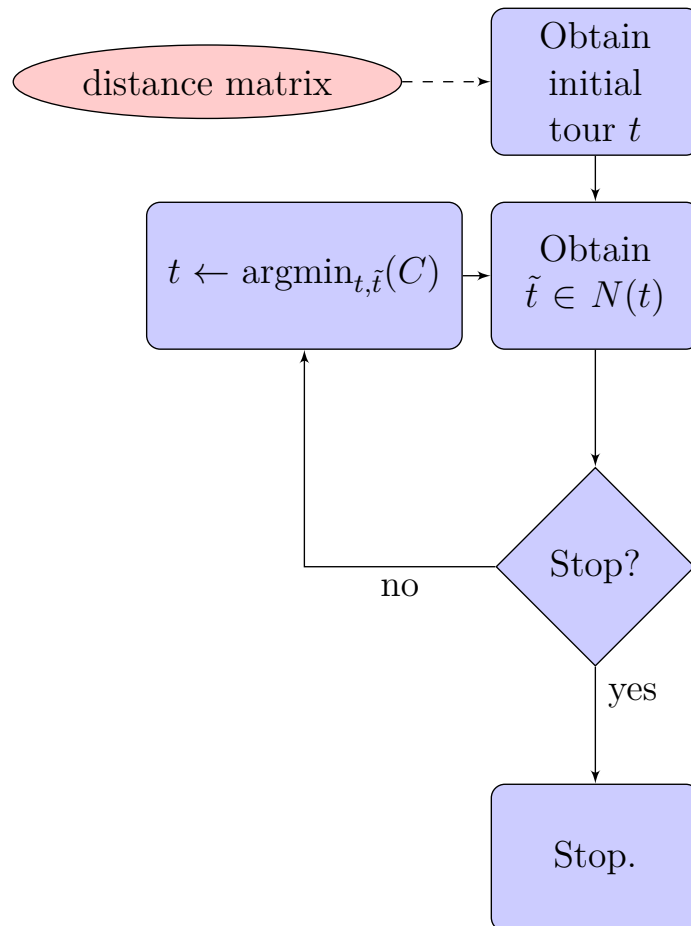 Obtain
initial
tour t
distance matrix
t ← argmin_{t,t̃}(C)
Obtain
t̃ ∈ N(t)
Stop?
no
yes
Stop.